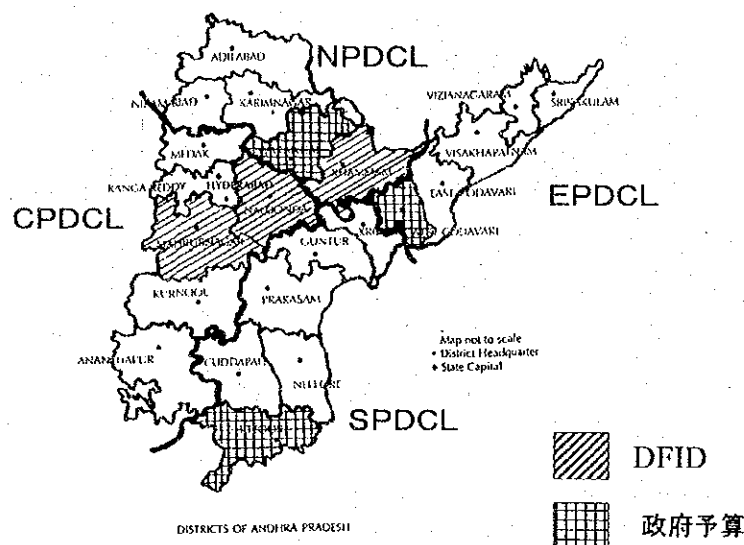 ADILABAD
NPDCL
NIZAMABAD
KARIMNAGAR
VIZIANAGARAM
SRIKAKULAM
MEDAK
VISAKHAPATNAM
KHAMMAM
RANGA REDDY
HYDERABAD
EAST GODAVARI
EPDCL
CPDCL
NALGONDA
WEST GODAVARI
MAHBUBNAGAR
GUNTUR
KURNOOL
PRAKASAM
Map not to scale
• District Headquarter
• State Capital
ANANTHAPUR
CUDDAPAH
NELLORE
SPDCL
DFID
DISTRICTS OF ANDHRA PRADESH
政府予算